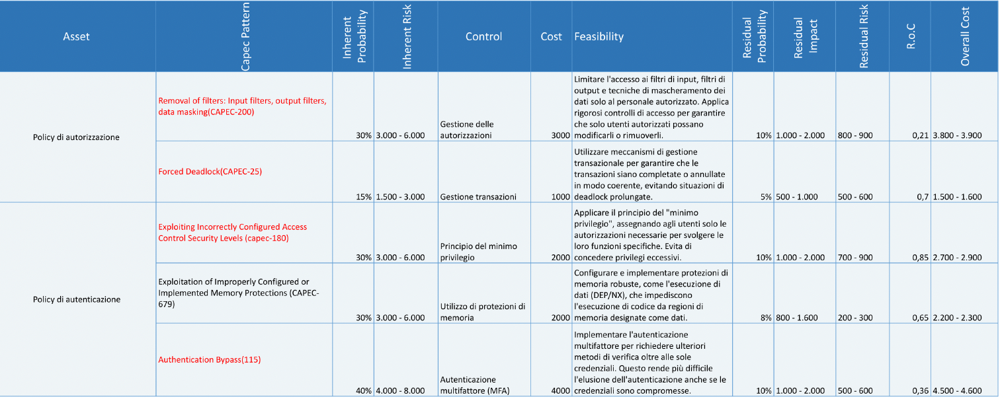 Asset
Capec Pattern
Inherent
Probability
Inherent Risk
Control
Cost
Feasibility
Residual
Probability
Residual
Impact
Residual Risk
R.o.C
Overall Cost
Policy di autorizzazione
Removal of filters: Input filters, output filters,
data masking(CAPEC-200)
30%
3.000 - 6.000
Gestione delle
autorizzazioni
3000
Limitare l'accesso ai filtri di input, filtri di
output e tecniche di mascheramento dei
dati solo al personale autorizzato. Applica
rigorosi controlli di accesso per garantire
che solo utenti autorizzati possano
modificarli o rimuoverli.
10%
1.000 - 2.000
800 - 900
0,21
3.800 - 3.900
Forced Deadlock(CAPEC-25)
15%
1.500 - 3.000
Gestione transazioni
1000
Utilizzare meccanismi di gestione
transazionale per garantire che le
transazioni siano completate o annullate
in modo coerente, evitando situazioni di
deadlock prolungate.
5%
500 - 1.000
500 - 600
0,7
1.500 - 1.600
Policy di autenticazione
Exploiting Incorrectly Configured Access
Control Security Levels (capec-180)
30%
3.000 - 6.000
Principio del minimo
privilegio
2000
Applicare il principio del "minimo
privilegio", assegnando agli utenti solo le
autorizzazioni necessarie per svolgere le
loro funzioni specifiche. Evita di
concedere privilegi eccessivi.
10%
1.000 - 2.000
700 - 900
0,85
2.700 - 2.900
Exploitation of Improperly Configured or
Implemented Memory Protections (CAPEC-
679)
30%
3.000 - 6.000
Utilizzo di protezioni di
memoria
2000
Configurare e implementare protezioni di
memoria robuste, come l'esecuzione di
dati (DEP/NX), che impediscono
l'esecuzione di codice da regioni di
memoria designate come dati.
8%
800 - 1.600
200 - 300
0,65
2.200 - 2.300
Authentication Bypass(115)
40%
4.000 - 8.000
Autenticazione
multifattore (MFA)
4000
Implementare l'autenticazione
multifattore per richiedere ulteriori
metodi di verifica oltre alle sole
credenziali. Questo rende più difficile
l'elusione dell'autenticazione anche se le
credenziali sono compromesse.
10%
1.000 - 2.000
500 - 600
0,36
4.500 - 4.600